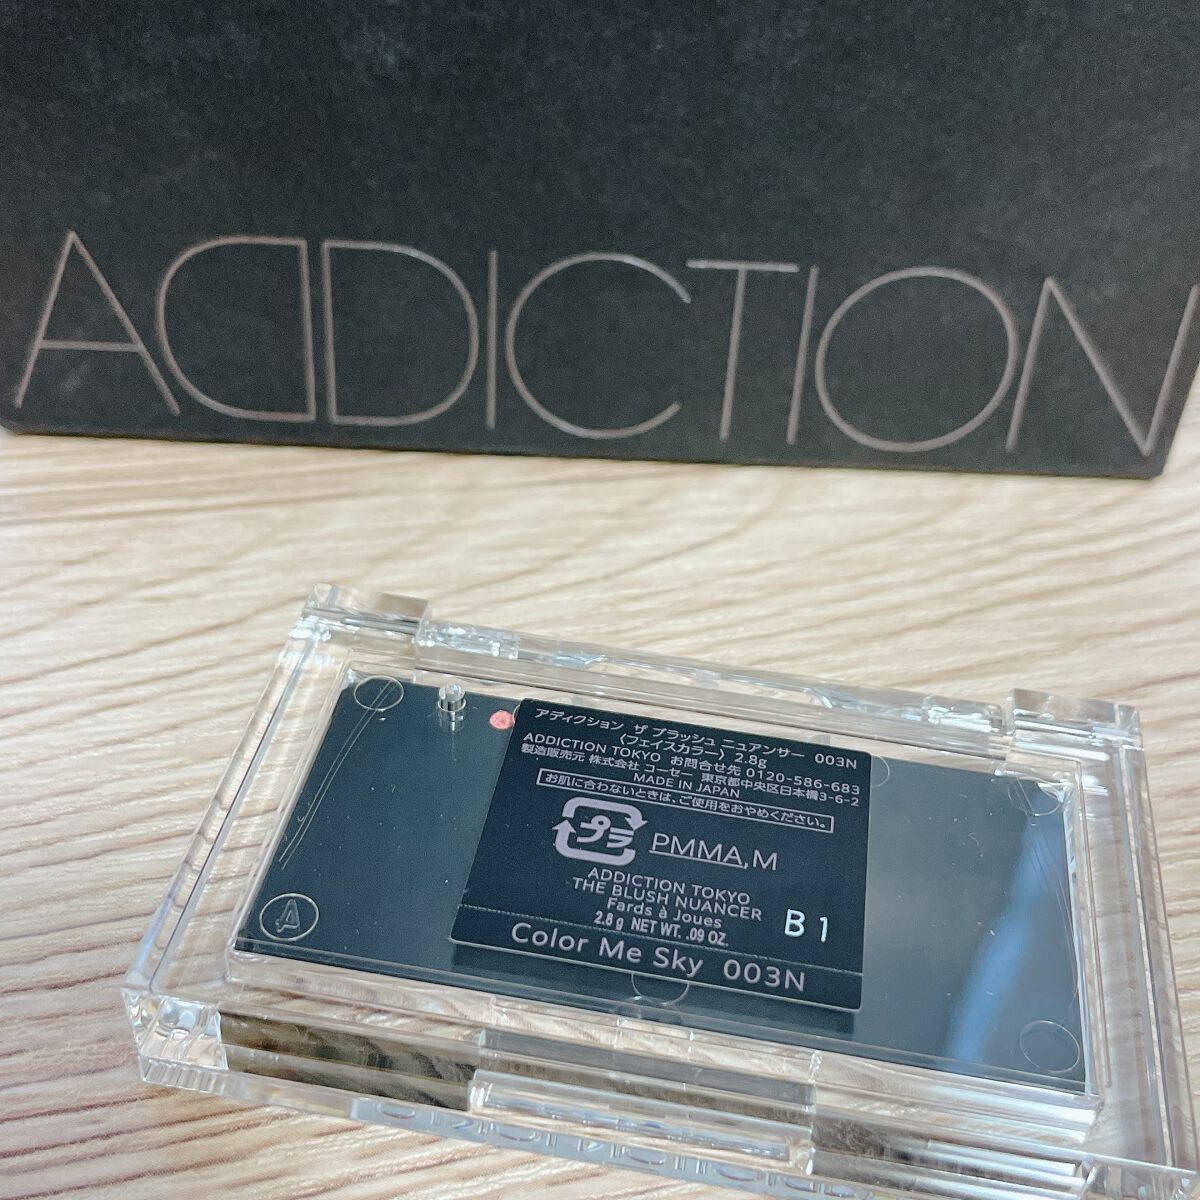 ADDICTION
アディクション ザ ブラッシュ ニュアンサー 003N
〈フェイスカラー〉 2.8g
ADDICTION TOKYO お問合せ先 0120-586-683
製造販売元 株式会社 コーセー 東京都中央区日本橋3-6-2
MADE IN JAPAN
お肌に合わないときは、ご使用をおやめください。
プラ
PMMA,M
ADDICTION TOKYO
THE BLUSH NUANCER
Fards à Joues
2.8 g NET WT. .09 OZ.
B1
Color Me Sky 003N
A